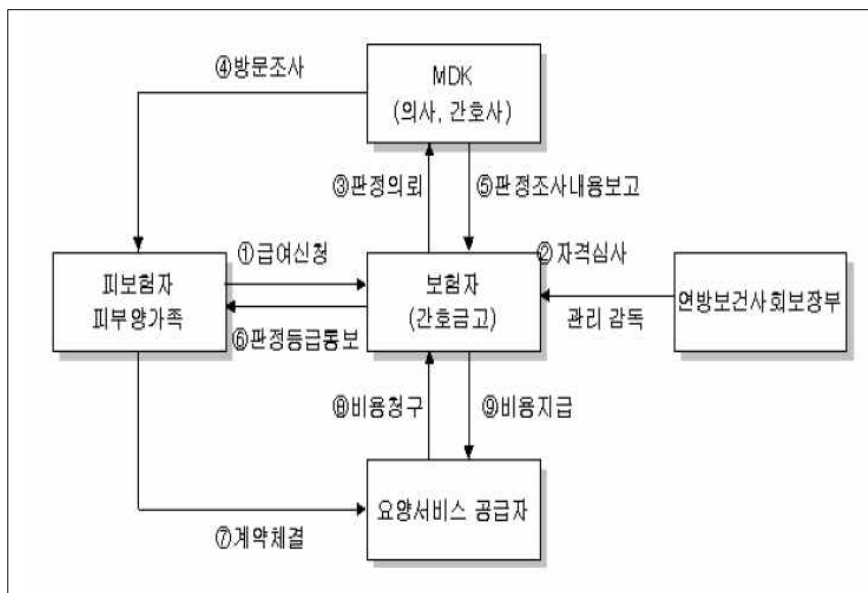 ④방문조사
MDK
(의사, 간호사)
③판정의뢰
⑤판정조사내용보고
①급여신청
②자격심사
피보험자
피부양가족
보험자
(간호금고)
연방보건사회보장부
관리 감독
⑥판정등급통보
⑧비용청구
⑨비용지급
요양서비스 공급자
⑦계약체결